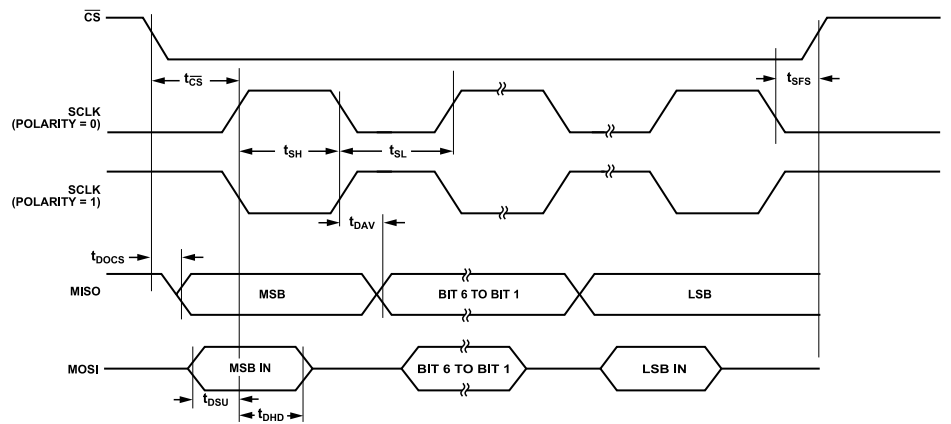 CS
tCS
tSFS
SCLK
(POLARITY = 0)
tSH
tSL
SCLK
(POLARITY = 1)
tDAV
tDOCS
MISO
MSB
BIT 6 TO BIT 1
LSB
MOSI
MSB IN
BIT 6 TO BIT 1
LSB IN
tDSU
tDHD